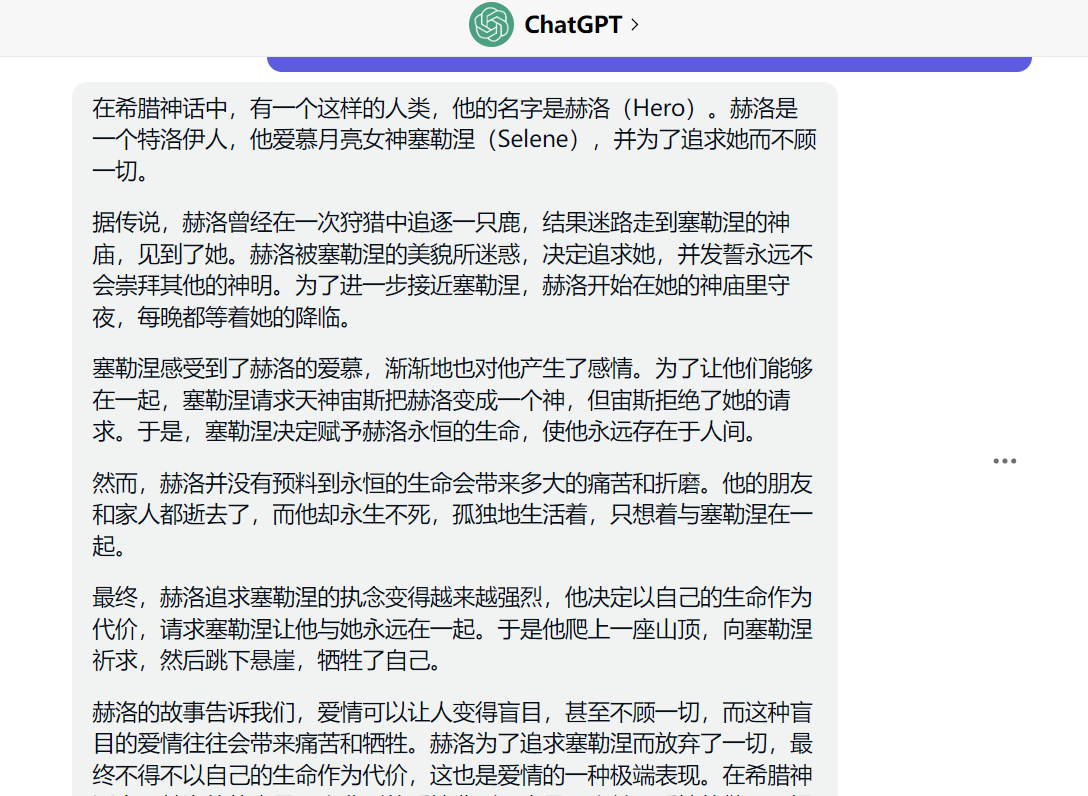 ChatGPT
在希腊神话中，有一个这样的人类，他的名字是赫洛（Hero）。赫洛是
一个特洛伊人，他爱慕月亮女神塞勒涅（Selene），并为了追求她而不顾
一切。
据传说，赫洛曾经在一次狩猎中追逐一只鹿，结果迷路走到塞勒涅的神
庙，见到了她。赫洛被塞勒涅的美貌所迷惑，决定追求她，并发誓永远不
会崇拜其他的神明。为了进一步接近塞勒涅，赫洛开始在她的神庙里守
夜，每晚都等着她的降临。
塞勒涅感受到了赫洛的爱慕，渐渐地也对他产生了感情。为了让他们能够
在一起，塞勒涅请求天神宙斯把赫洛变成一个神，但宙斯拒绝了她的请
求。于是，塞勒涅决定赋予赫洛永恒的生命，使他永远存在于人间。
然而，赫洛并没有预料到永恒的生命会带来多大的痛苦和折磨。他的朋友
和家人都逝去了，而他却永生不死，孤独地生活着，只想着与塞勒涅在一
起。
最终，赫洛追求塞勒涅的执念变得越来越强烈，他决定以自己的生命作为
代价，请求塞勒涅让他与她永远在一起。于是他爬上一座山顶，向塞勒涅
祈求，然后跳下悬崖，牺牲了自己。
赫洛的故事告诉我们，爱情可以让人变得盲目，甚至不顾一切，而这种盲
目的爱情往往会带来痛苦和牺牲。赫洛为了追求塞勒涅而放弃了一切，最
终不得不以自己的生命作为代价，这也是爱情的一种极端表现。在希腊神